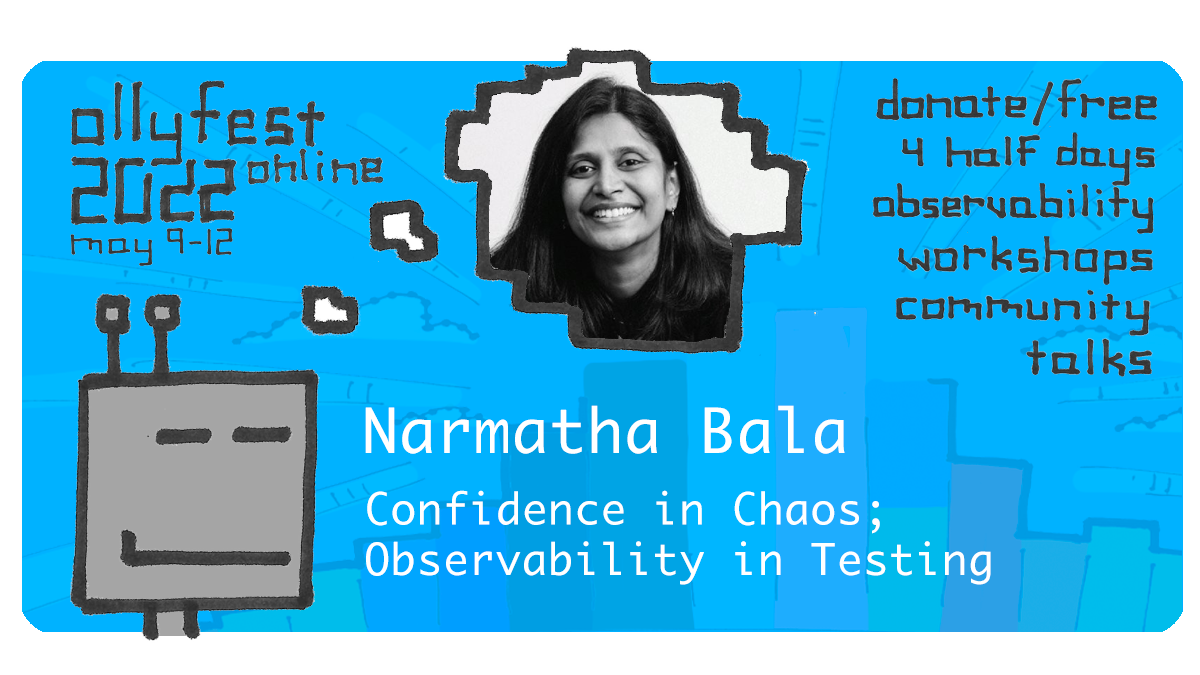 ollyfest
2022 online
may 9-12
donate/free
4 half days
observability
workshops
community
talks
Narmatha Bala
Confidence in Chaos;
Observability in Testing